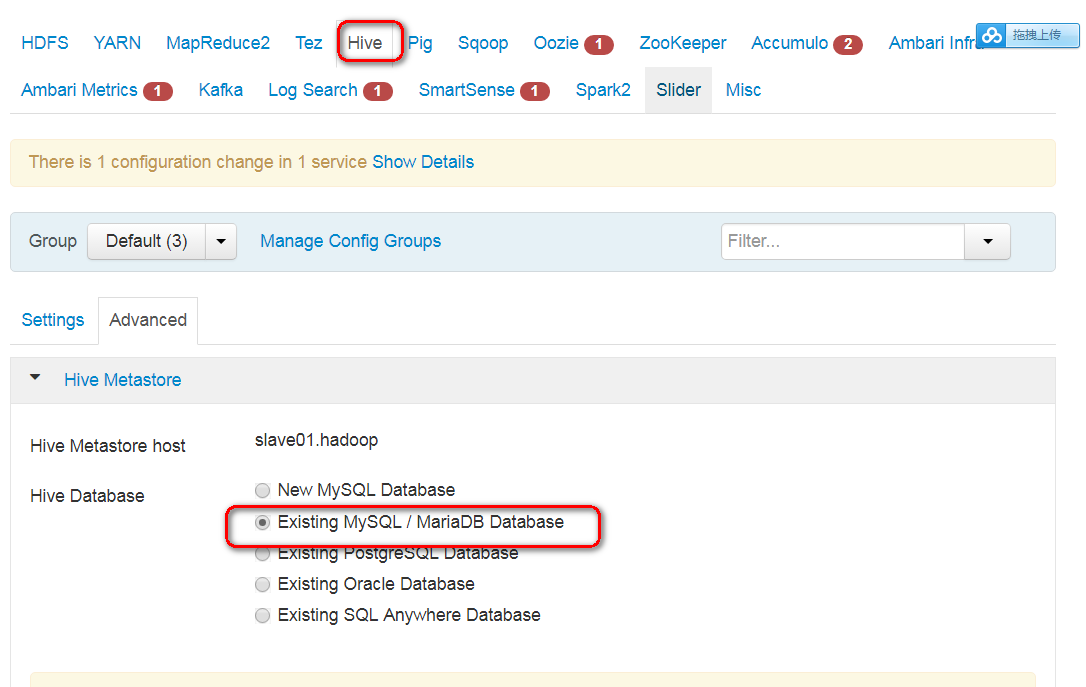 HDFS YARN MapReduce2 Tez Hive Pig Sqoop Oozie 1 ZooKeeper Accumulo 2 Ambari Infra 拖拽上传
Ambari Metrics 1 Kafka Log Search 1 SmartSense 1 Spark2 Slider Misc
There is 1 configuration change in 1 service Show Details
Group Default (3) Manage Config Groups Filter...
Settings Advanced
Hive Metastore
Hive Metastore host slave01.hadoop
Hive Database New MySQL Database
Existing MySQL / MariaDB Database
Existing PostgreSQL Database
Existing Oracle Database
Existing SQL Anywhere Database